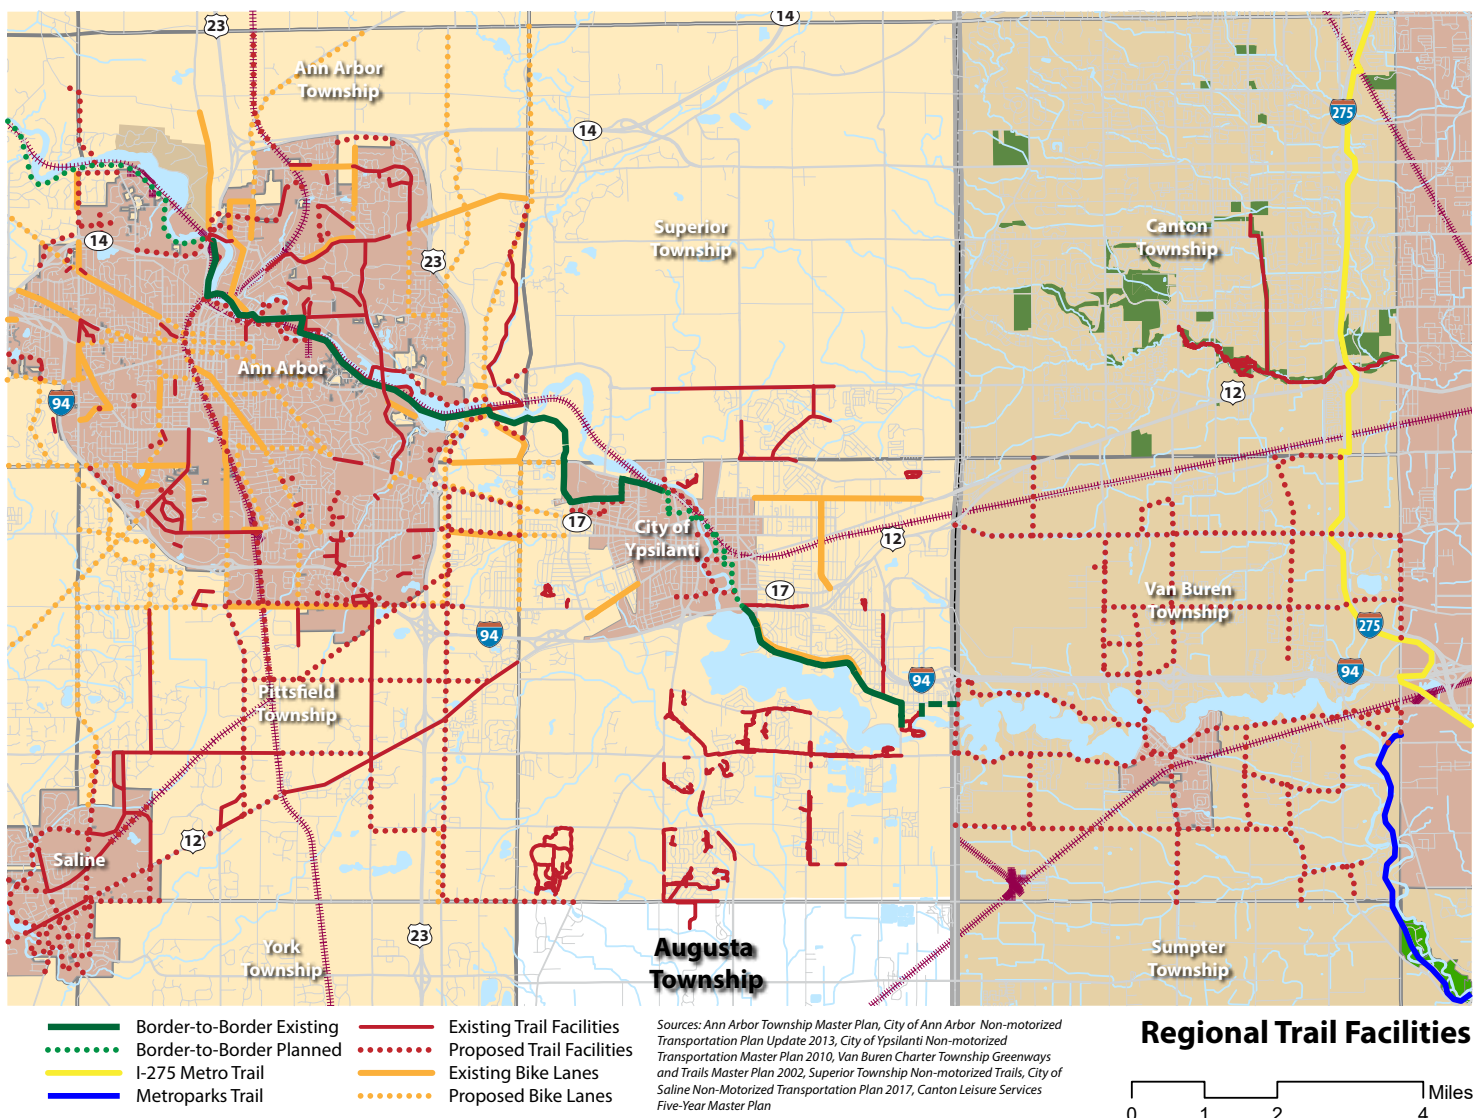 23
14
Ann Arbor
Township
14
275
Superior
Township
Canton
Township
14
23
Ann Arbor
94
12
17
City of
Ypsilanti
12
17
Van Buren
Township
275
94
94
94
Pittsfield
Township
12
Saline
23
York
Township
Augusta
Township
Sumpter
Township
Border-to-Border Existing
Border-to-Border Planned
I-275 Metro Trail
Metroparks Trail
Existing Trail Facilities
Proposed Trail Facilities
Existing Bike Lanes
Proposed Bike Lanes
Sources: Ann Arbor Township Master Plan, City of Ann Arbor Non-motorized
Transportation Plan Update 2013, City of Ypsilanti Non-motorized
Transportation Master Plan 2010, Van Buren Charter Township Greenways
and Trails Master Plan 2002, Superior Township Non-motorized Trails, City of
Saline Non-Motorized Transportation Plan 2017, Canton Leisure Services
Five-Year Master Plan
Regional Trail Facilities
Miles
0 1 2 4